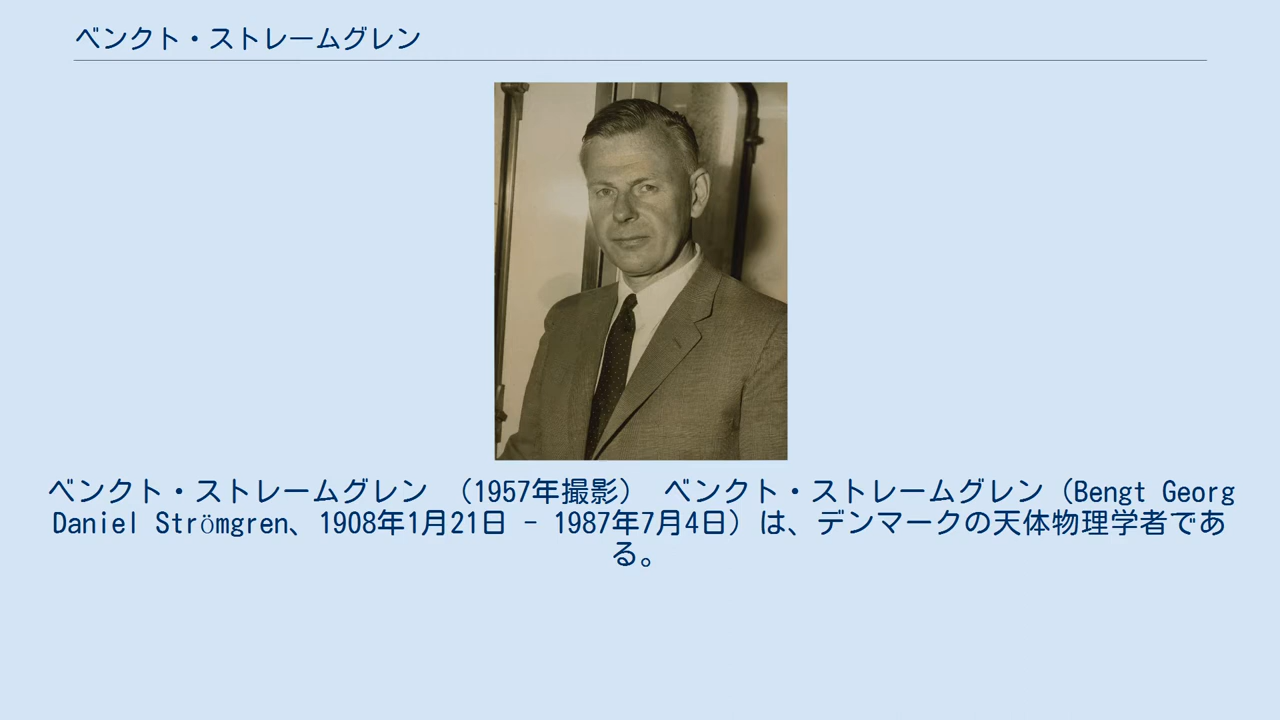 ベンクト・ストレームグレン
ベンクト・ストレームグレン （1957年撮影） ベンクト・ストレームグレン（Bengt Georg
Daniel Strömgren、1908年1月21日 - 1987年7月4日）は、デンマークの天体物理学者であ
る。